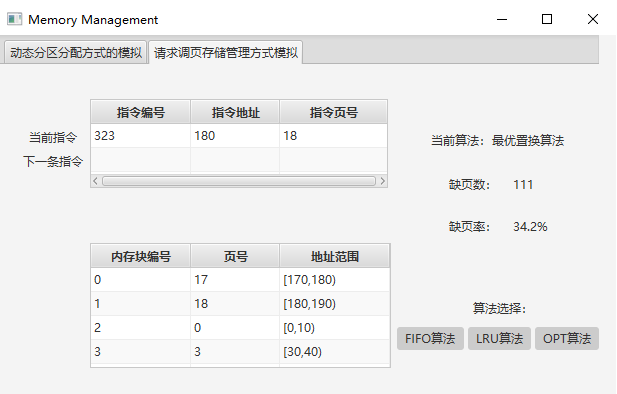 Memory Management
动态分区分配方式的模拟 请求调页存储管理方式模拟
指令编号 指令地址 指令页号
当前指令 323 180 18
下一条指令
当前算法：最优置换算法
缺页数： 111
缺页率： 34.2%
内存块编号 页号 地址范围
0 17 [170,180)
1 18 [180,190)
2 0 [0,10)
3 3 [30,40)
算法选择：
FIFO算法 LRU算法 OPT算法